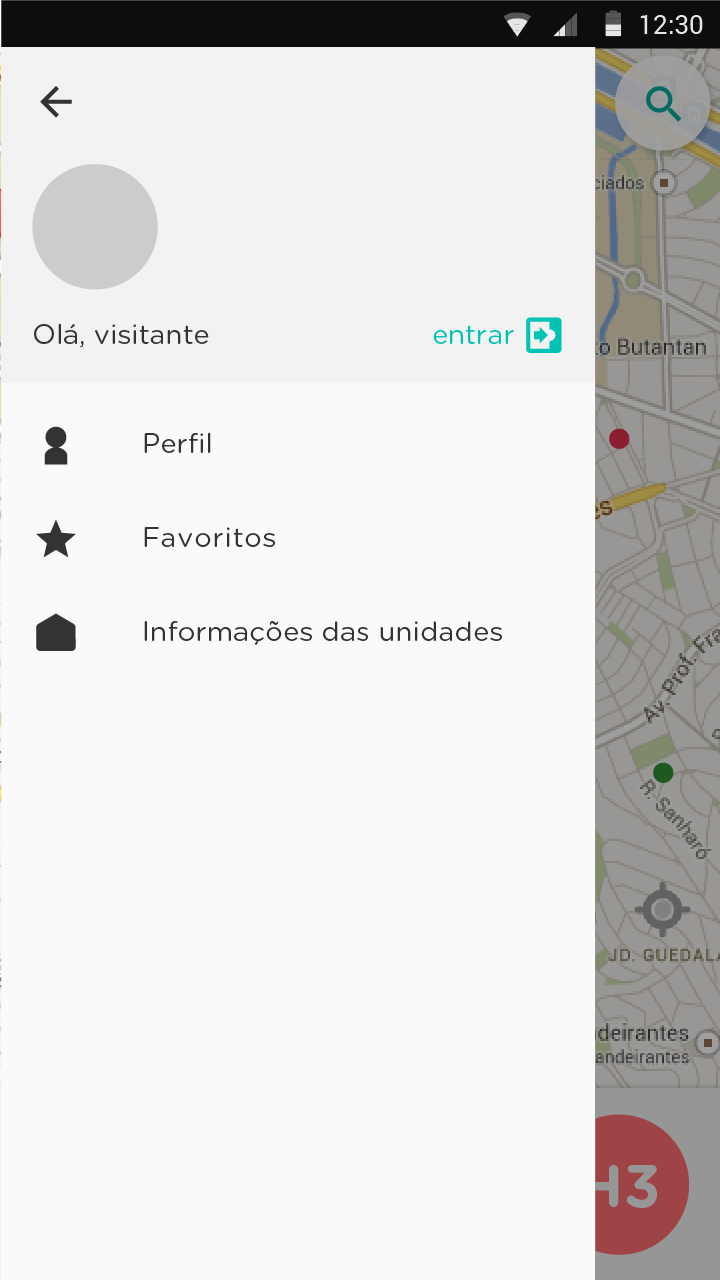 12:30
Olá, visitante
entrar
Perfil
Favoritos
Informações das unidades
ciados
o Butantan
es
Av. Prof. Fra
R. Sanharó
JD. GUEDALA
deirantes
andeirantes
H3